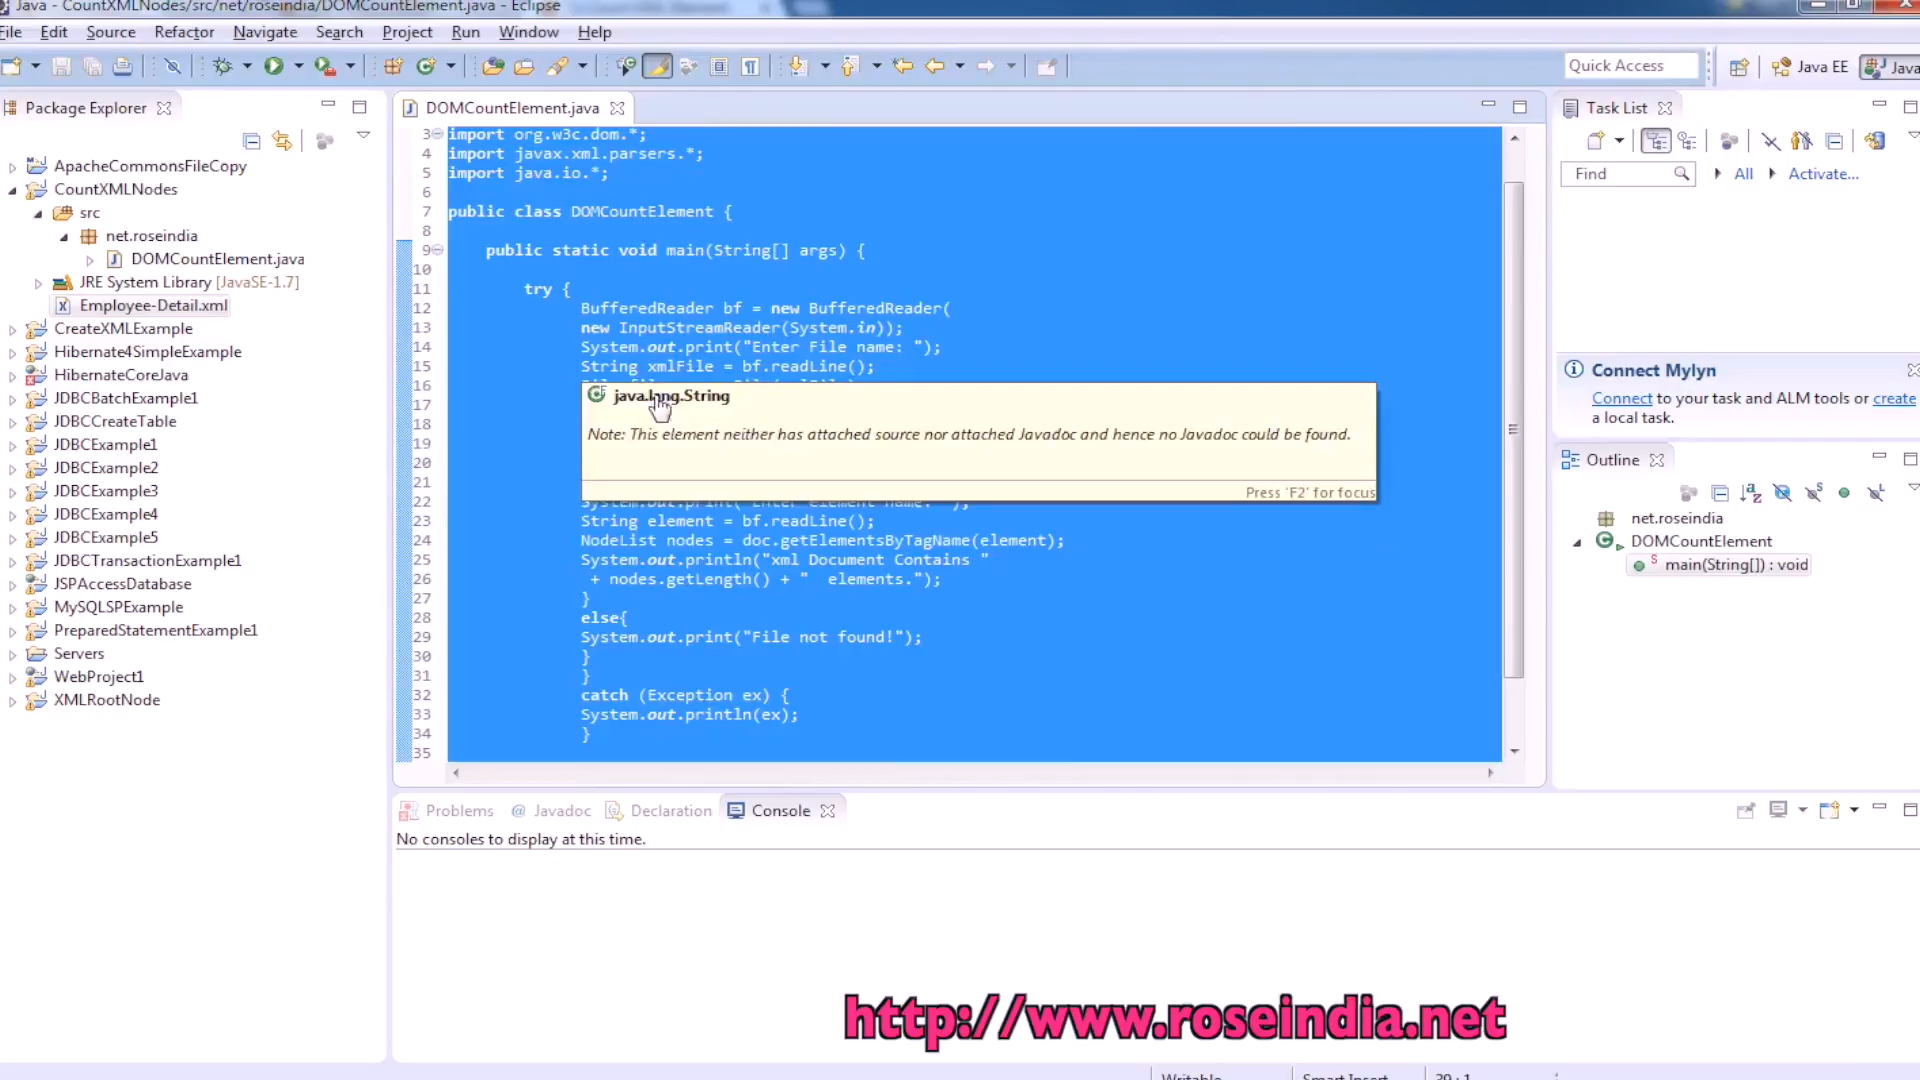 Java - CountXMLNodes/src/net/roseindia/DOMCountElement.java - Eclipse
File Edit Source Refactor Navigate Search Project Run Window Help
Quick Access
Java EE
Java
Package Explorer
ApacheCommonsFileCopy
CountXMLNodes
src
net.roseindia
DOMCountElement.java
JRE System Library [JavaSE-1.7]
Employee-Detail.xml
CreateXMLExample
Hibernate4SimpleExample
HibernateCoreJava
JDBCBatchExample1
JDBCCreateTable
JDBCExample1
JDBCExample2
JDBCExample3
JDBCExample4
JDBCExample5
JDBCTransactionExample1
JSPAccessDatabase
MySQLSPExample
PreparedStatementExample1
Servers
WebProject1
XMLRootNode
DOMCountElement.java
3 import org.w3c.dom.*;
4 import javax.xml.parsers.*;
5 import java.io.*;
6
7 public class DOMCountElement {
8
9 public static void main(String[] args) {
10
11 try {
12 BufferedReader bf = new BufferedReader(
13 new InputStreamReader(System.in));
14 System.out.print("Enter File name: ");
15 String xmlFile = bf.readLine();
16
17
18
19
20
21
22
23 String element = bf.readLine();
24 NodeList nodes = doc.getElementsByTagName(element);
25 System.out.println("xml Document Contains "
26 + nodes.getLength() + "  elements.");
27 }
28 else{
29 System.out.print("File not found!");
30 }
31 }
32 catch (Exception ex) {
33 System.out.println(ex);
34 }
35
java.lang.String
Note: This element neither has attached source nor attached Javadoc and hence no Javadoc could be found.
Press 'F2' for focus
Task List
Find
All
Activate...
Connect Mylyn
Connect to your task and ALM tools or create
a local task.
Outline
net.roseindia
DOMCountElement
main(String[]) : void
Problems
@ Javadoc
Declaration
Console
No consoles to display at this time.
http://www.roseindia.net
Writable
Smart Insert
39 : 1